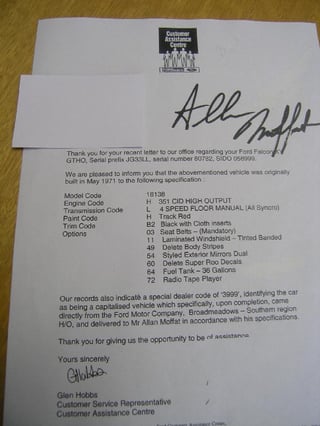 Customer
Assistance
Centre
Allan Moffat
Thank you for your recent letter to our office regarding your Ford Falcon
GTHO, Serial prefix JG33LL, serial number 80782, SIDO 058999.
We are pleased to inform you that the abovementioned vehicle was originally
built in May 1971 to the following specification :
Model Code 18138
Engine Code H 351 CID HIGH OUTPUT
Transmission Code L 4 SPEED FLOOR MANUAL (All Synchro)
Paint Code H Track Red
Trim Code B2 Black with Cloth inserts
Options 03 Seat Belts – (Mandatory)
11 Laminated Windshield – Tinted Banded
49 Delete Body Stripes
54 Styled Exterior Mirrors Dual
60 Delete Super Roo Decals
64 Fuel Tank – 36 Gallons
72 Radio Tape Player
Our records also indicate a special dealer code of '3999', identifying the car
as being a capitalised vehicle which specifically, upon completion, came
directly from the Ford Motor Company, Broadmeadows – Southern region
H/O, and delivered to Mr Allan Moffat in accordance with his specifications.
Thank you for giving us the opportunity to be of assistance.
Yours sincerely
GHobbs
Glen Hobbs
Customer Service Representative
Customer Assistance Centre
Customer Assistance Centre,